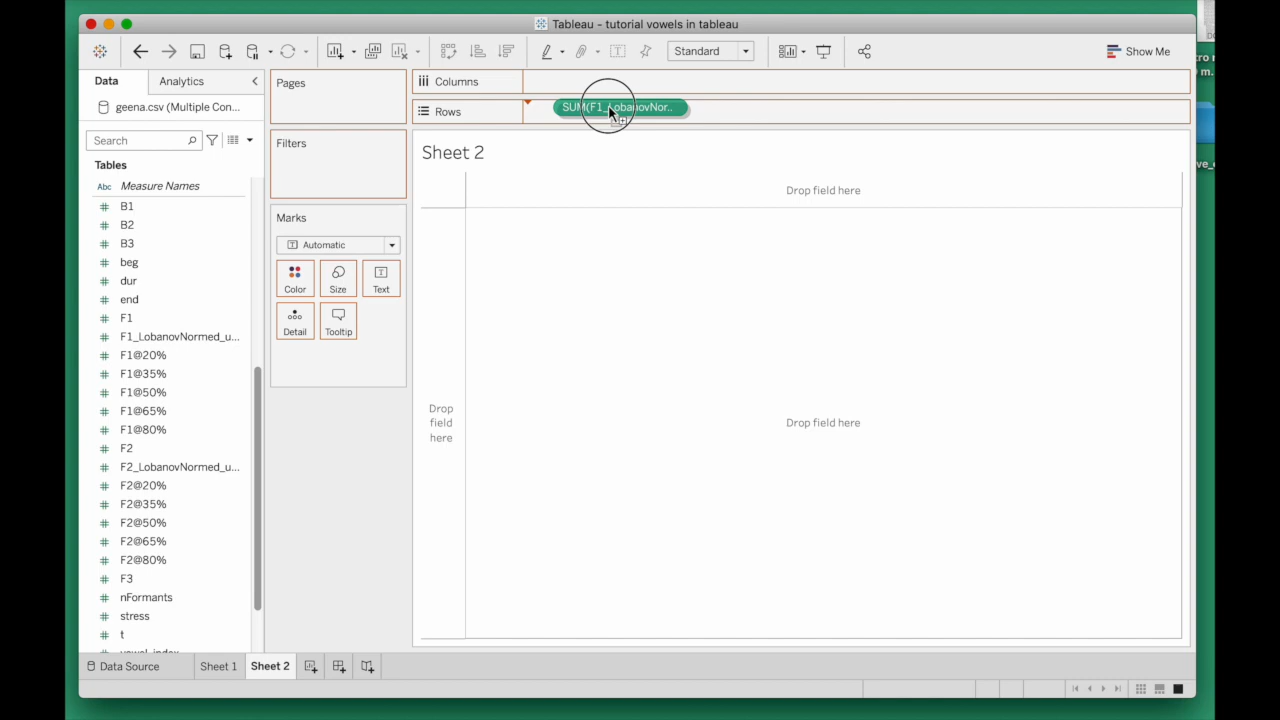 Tableau - tutorial vowels in tableau
Standard
Show Me
Data
Analytics
geena.csv (Multiple Con...
Search
Tables
Abc Measure Names
B1
B2
B3
beg
dur
end
F1
F1_LobanovNormed_u...
F1@20%
F1@35%
F1@50%
F1@65%
F1@80%
F2
F2_LobanovNormed_u...
F2@20%
F2@35%
F2@50%
F2@65%
F2@80%
F3
nFormants
stress
t
vowel_index
Pages
Filters
Marks
Automatic
Color
Size
Text
Detail
Tooltip
Columns
Rows
SUM(F1_LobanovNor..
Sheet 2
Drop field here
Drop
field
here
Drop field here
Data Source
Sheet 1
Sheet 2